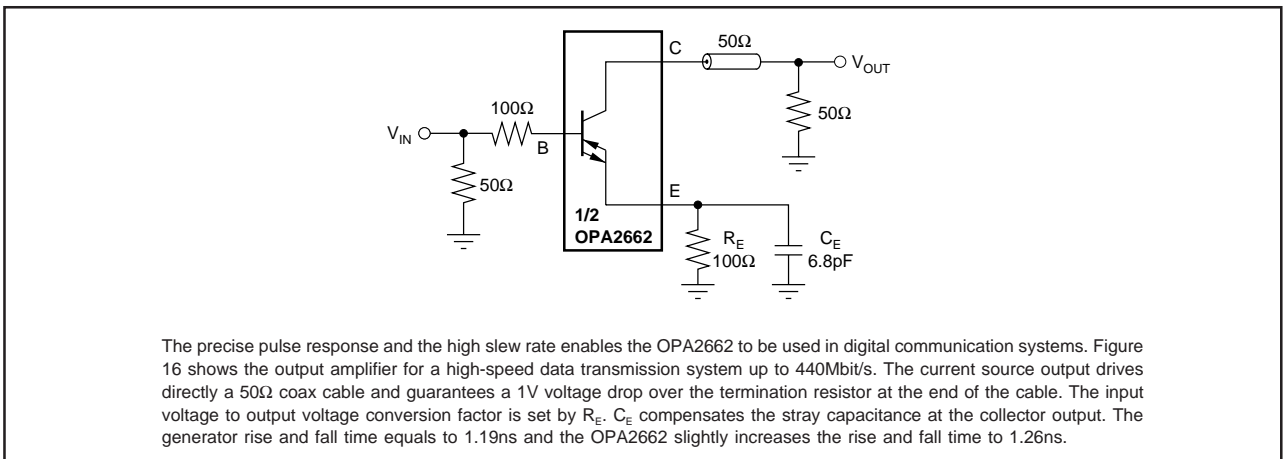 C
50Ω
V_OUT
50Ω
100Ω
V_IN
B
50Ω
E
1/2
OPA2662
R_E
100Ω
C_E
6.8pF
The precise pulse response and the high slew rate enables the OPA2662 to be used in digital communication systems. Figure
16 shows the output amplifier for a high-speed data transmission system up to 440Mbit/s. The current source output drives
directly a 50Ω coax cable and guarantees a 1V voltage drop over the termination resistor at the end of the cable. The input
voltage to output voltage conversion factor is set by R_E. C_E compensates the stray capacitance at the collector output. The
generator rise and fall time equals to 1.19ns and the OPA2662 slightly increases the rise and fall time to 1.26ns.